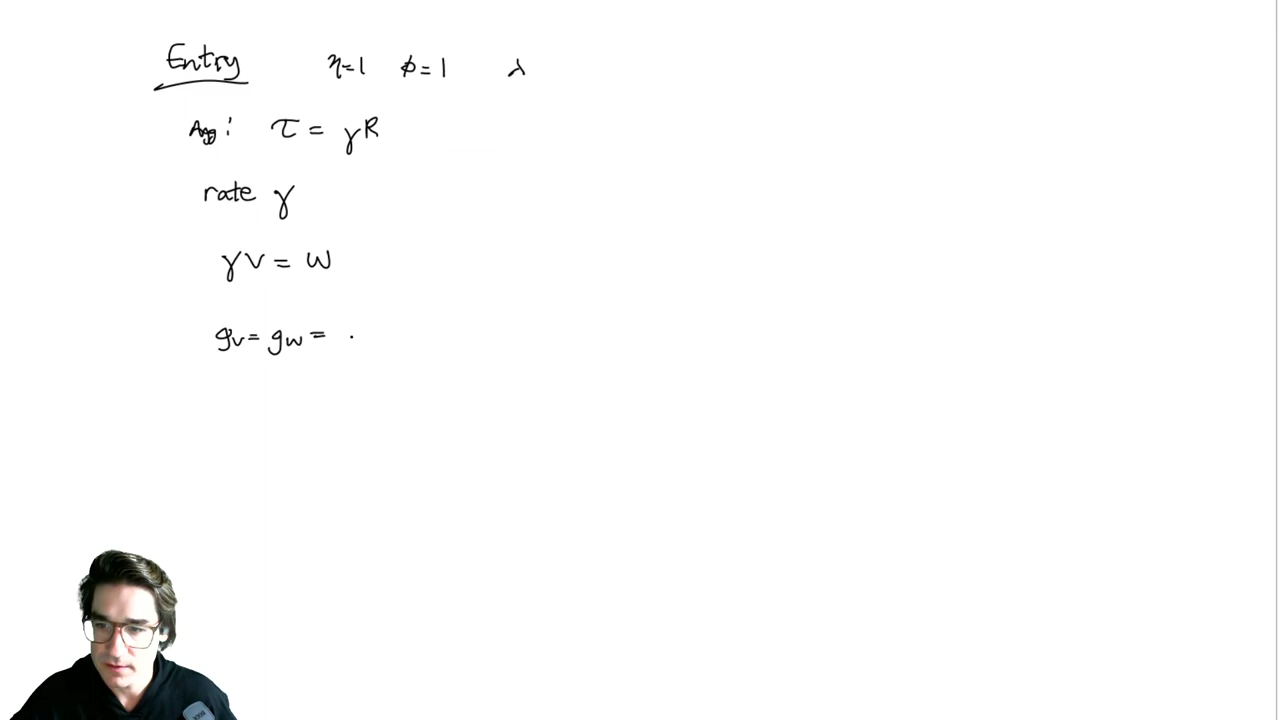 Entry η=1 ϕ=1 λ
Agg: τ = γR
rate γ
γV = w
gv = gw = .